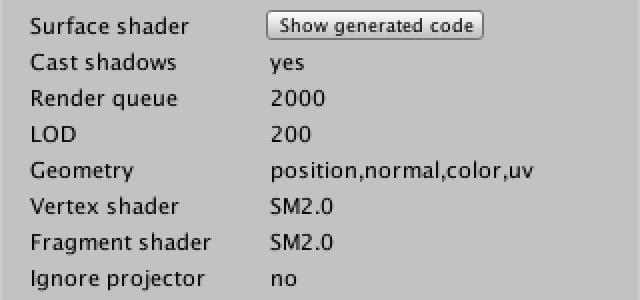 Surface shader Show generated code
Cast shadows yes
Render queue 2000
LOD 200
Geometry position,normal,color,uv
Vertex shader SM2.0
Fragment shader SM2.0
Ignore projector no